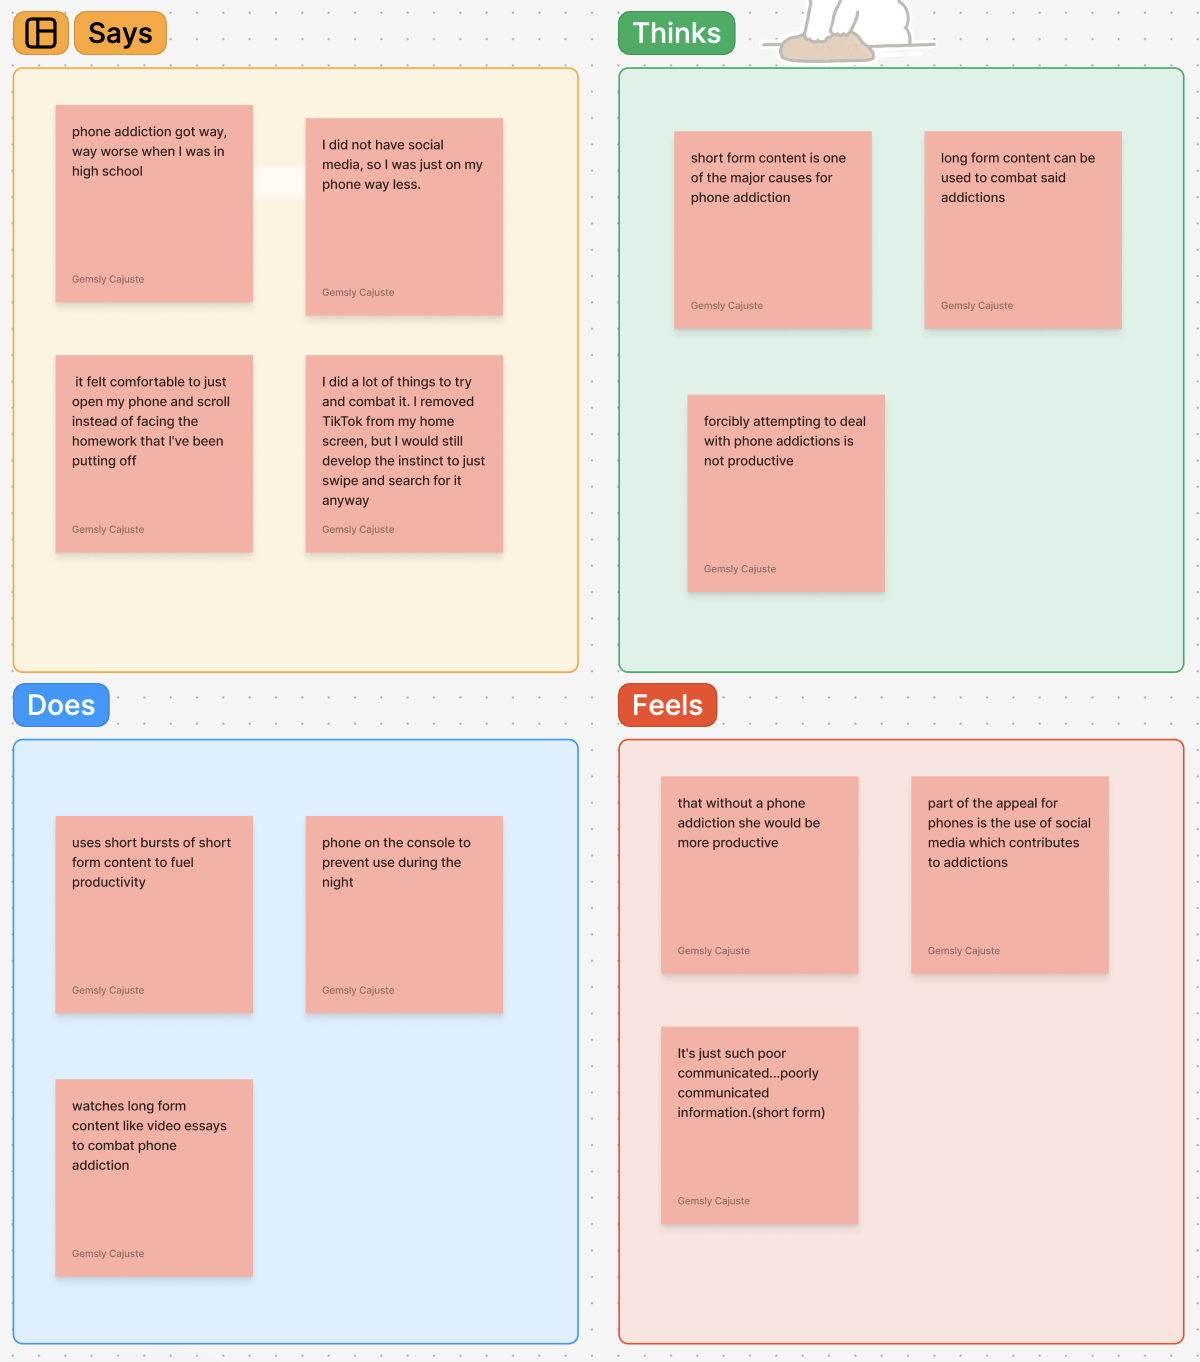 Says
phone addiction got way,
way worse when I was in
high school
Gemsly Cajuste
I did not have social
media, so I was just on my
phone way less.
Gemsly Cajuste
it felt comfortable to just
open my phone and scroll
instead of facing the
homework that I've been
putting off
Gemsly Cajuste
I did a lot of things to try
and combat it. I removed
TikTok from my home
screen, but I would still
develop the instinct to just
swipe and search for it
anyway
Gemsly Cajuste
Thinks
short form content is one
of the major causes for
phone addiction
Gemsly Cajuste
long form content can be
used to combat said
addictions
Gemsly Cajuste
forcibly attempting to deal
with phone addictions is
not productive
Gemsly Cajuste
Does
uses short bursts of short
form content to fuel
productivity
Gemsly Cajuste
phone on the console to
prevent use during the
night
Gemsly Cajuste
watches long form
content like video essays
to combat phone
addiction
Gemsly Cajuste
Feels
that without a phone
addiction she would be
more productive
Gemsly Cajuste
part of the appeal for
phones is the use of social
media which contributes
to addictions
Gemsly Cajuste
It's just such poor
communicated...poorly
communicated
information.(short form)
Gemsly Cajuste